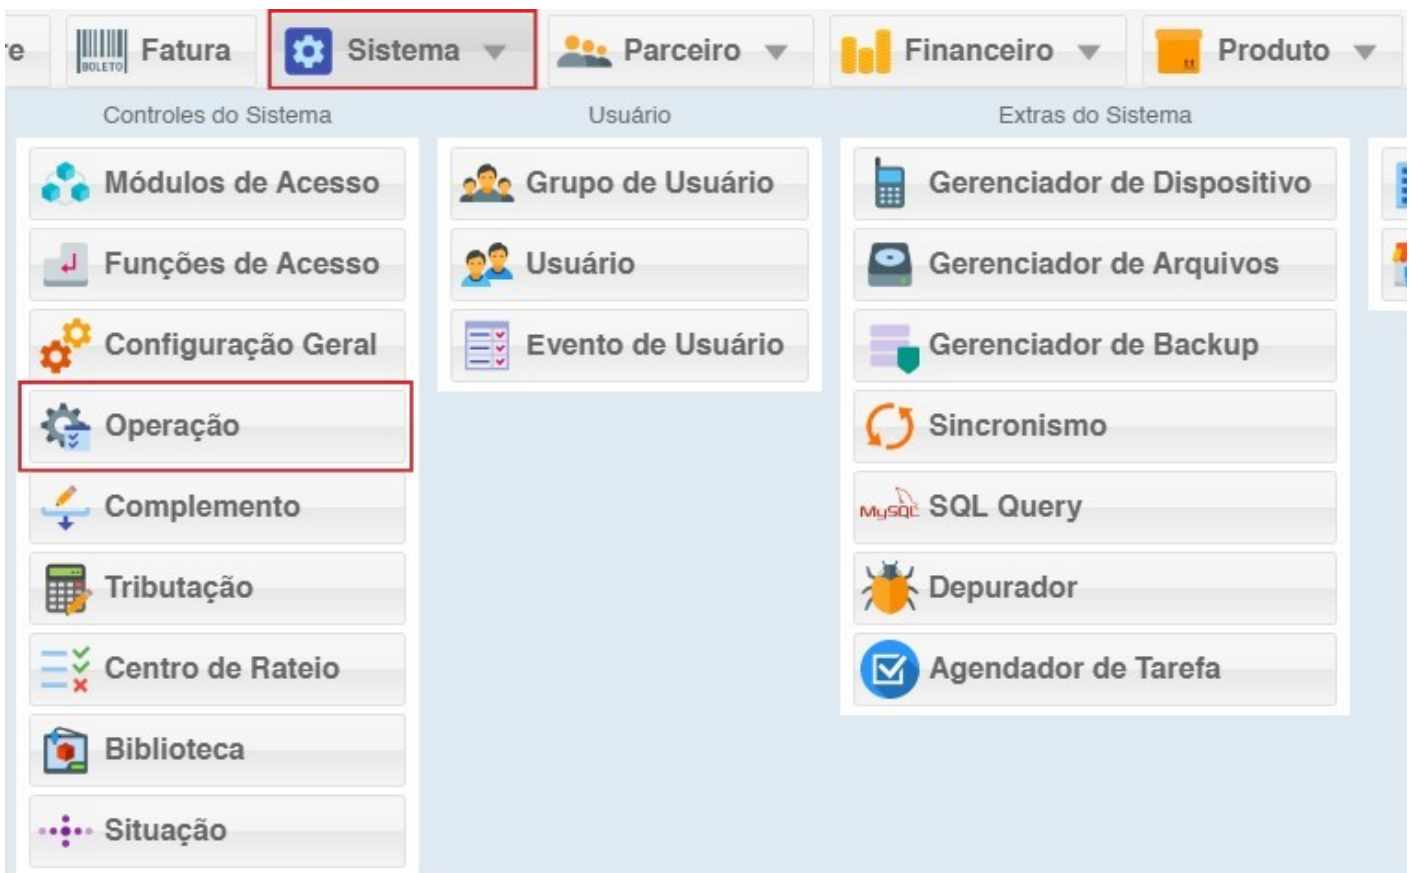 re
BOLETO
Fatura
Sistema
Parceiro
Financeiro
Produto
Controles do Sistema
Módulos de Acesso
Funções de Acesso
Configuração Geral
Operação
Complemento
Tributação
Centro de Rateio
Biblioteca
Situação
Usuário
Grupo de Usuário
Usuário
Evento de Usuário
Extras do Sistema
Gerenciador de Dispositivo
Gerenciador de Arquivos
Gerenciador de Backup
Sincronismo
MySQL SQL Query
Depurador
Agendador de Tarefa